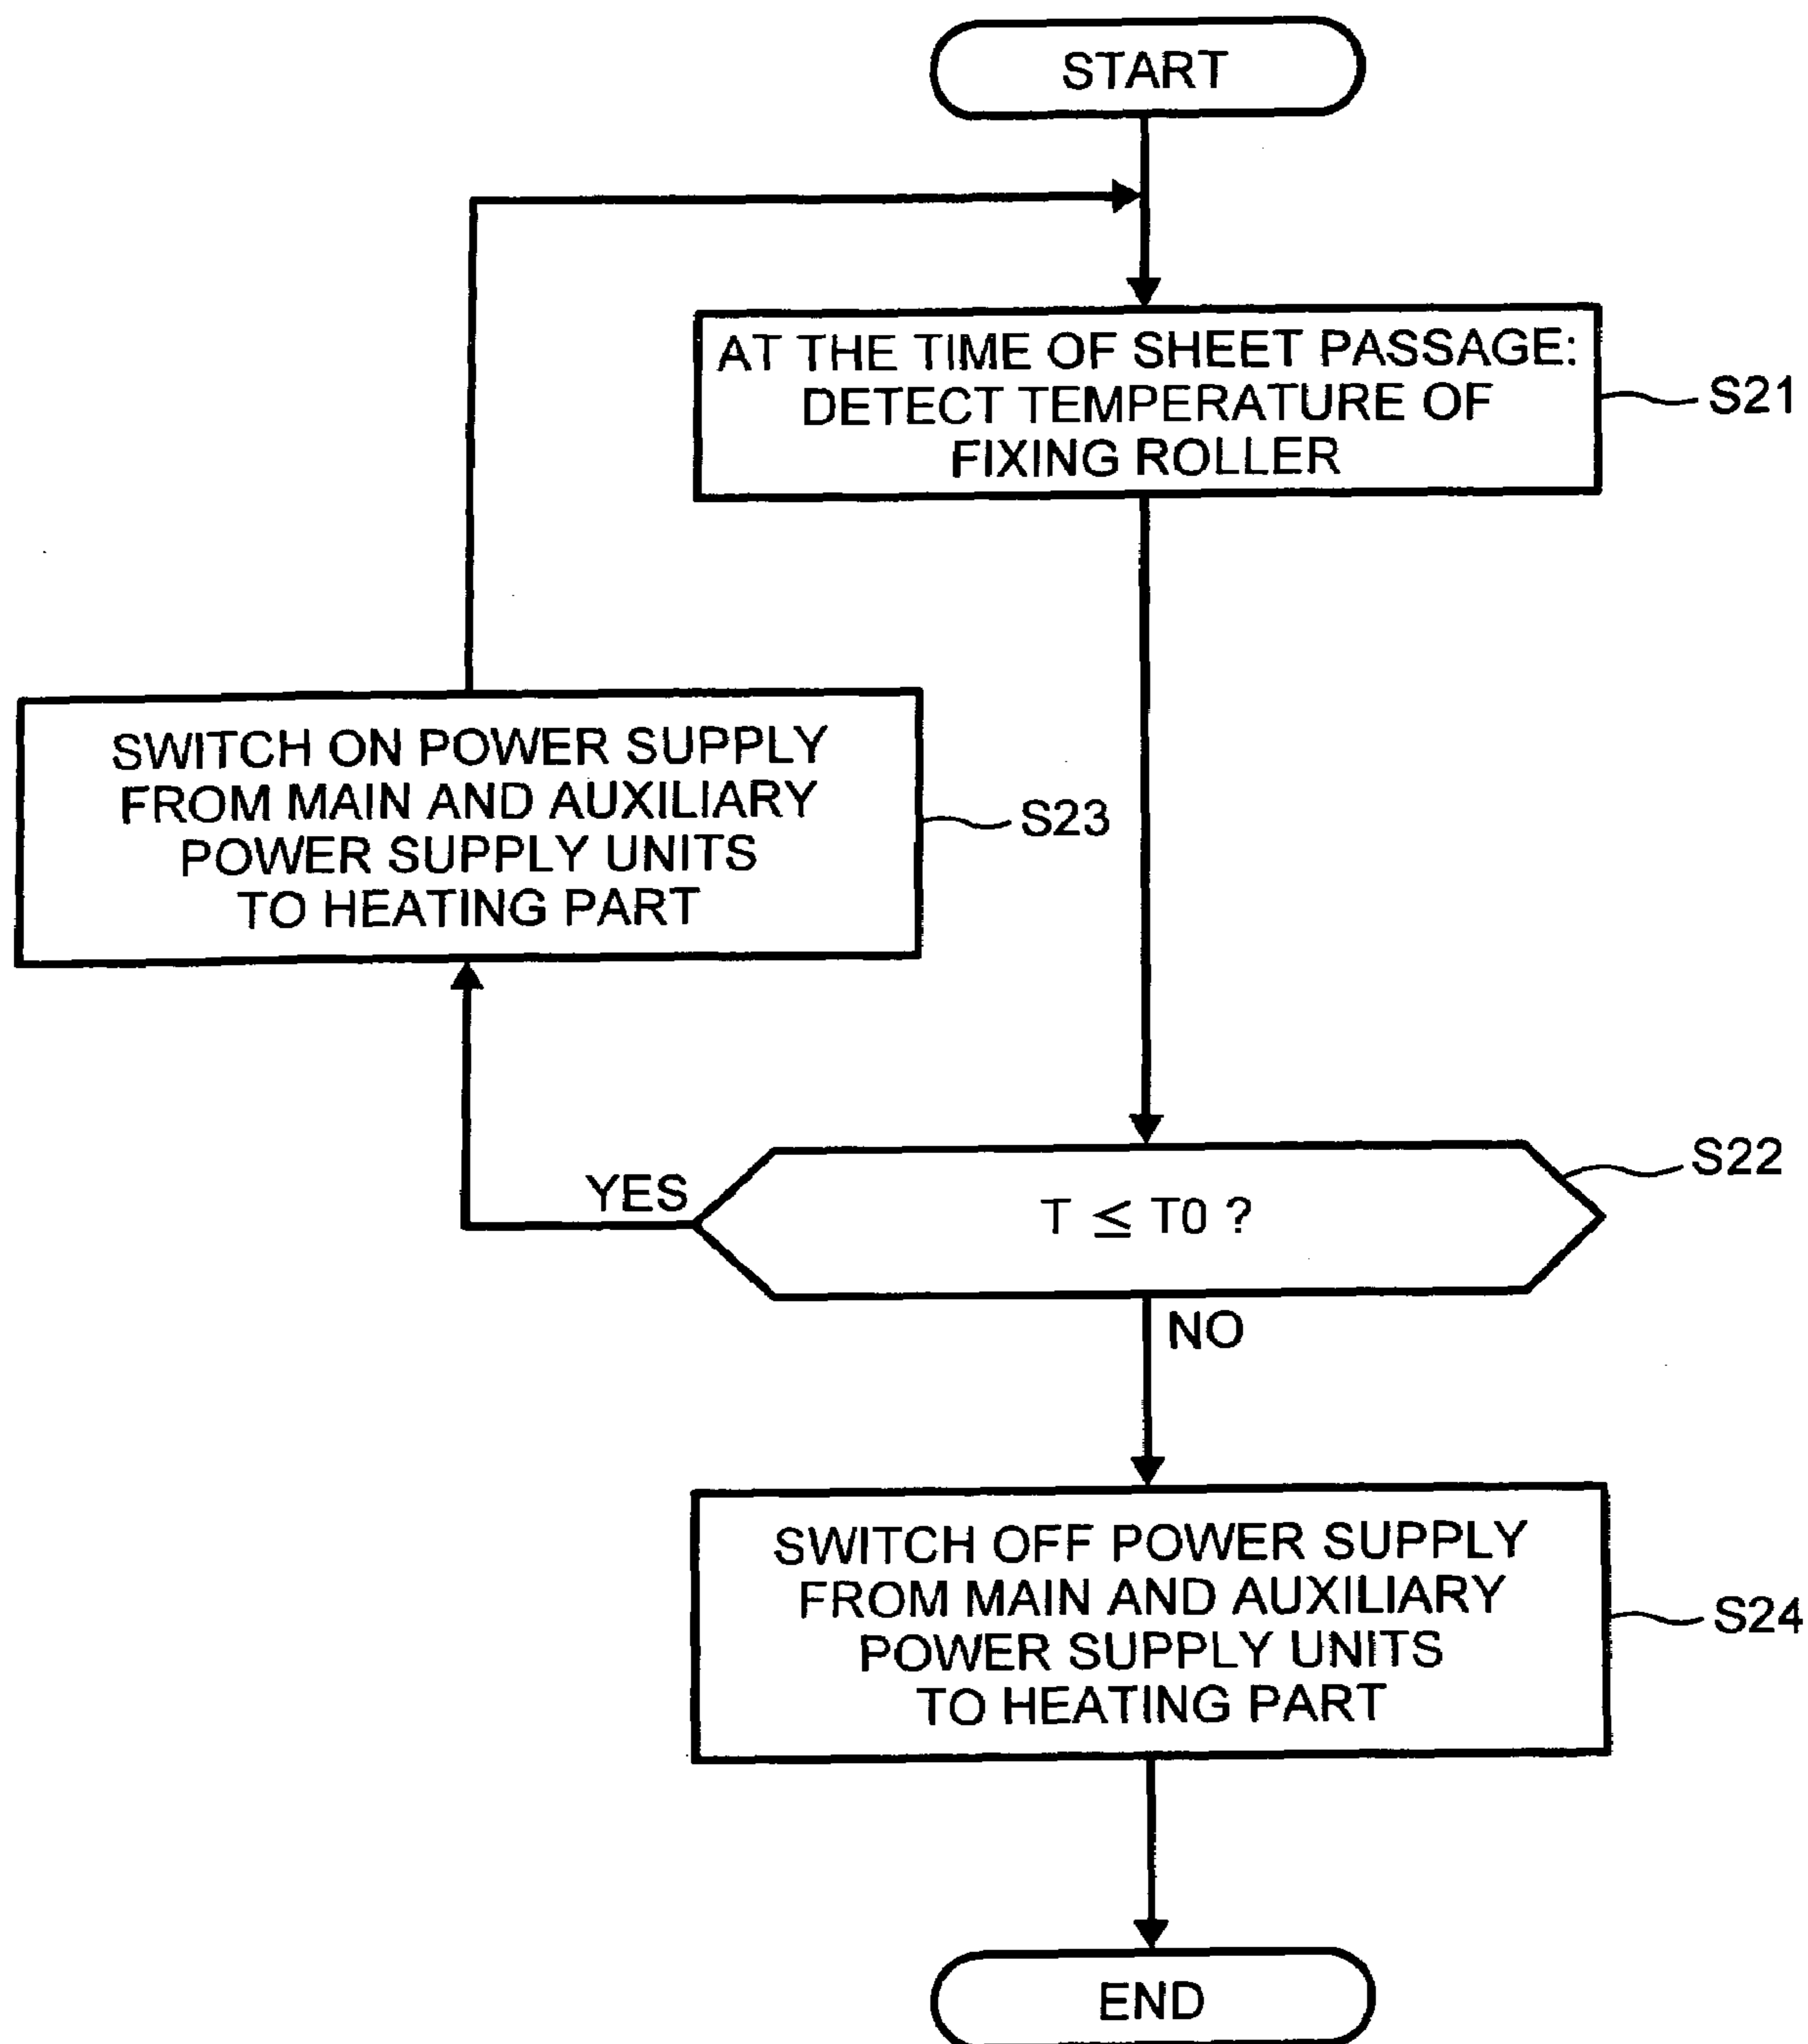 START
AT THE TIME OF SHEET PASSAGE:
DETECT TEMPERATURE OF
FIXING ROLLER
S21
SWITCH ON POWER SUPPLY
FROM MAIN AND AUXILIARY
POWER SUPPLY UNITS
TO HEATING PART
S23
S22
YES
T ≤ T0 ?
NO
SWITCH OFF POWER SUPPLY
FROM MAIN AND AUXILIARY
POWER SUPPLY UNITS
TO HEATING PART
S24
END